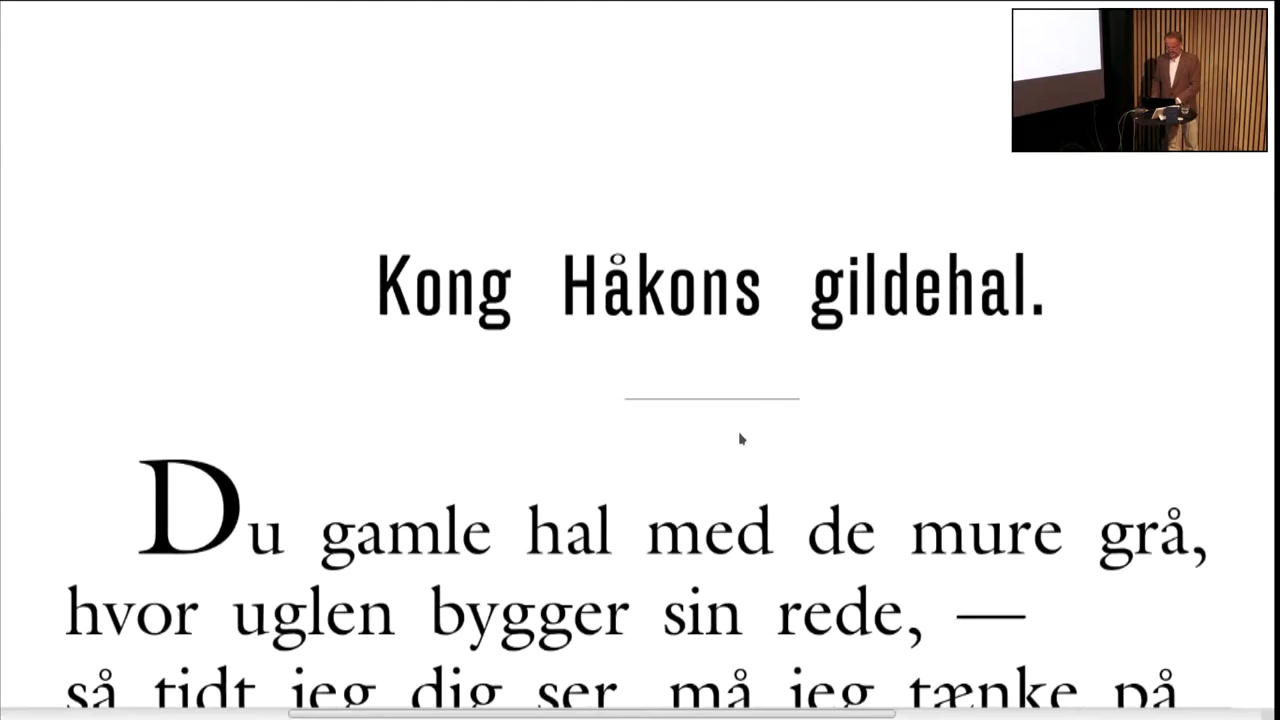 Kong Håkons gildehal.
Du gamle hal med de mure grå,
hvor uglen bygger sin rede, —
så tidt jeg dig ser, må jeg tænke på